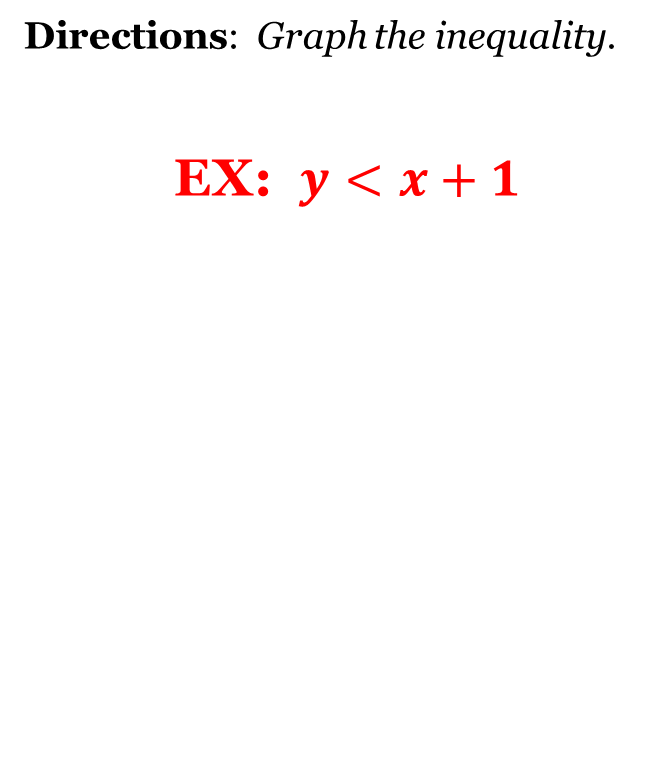 Directions: Graph the inequality.
EX: y < x + 1